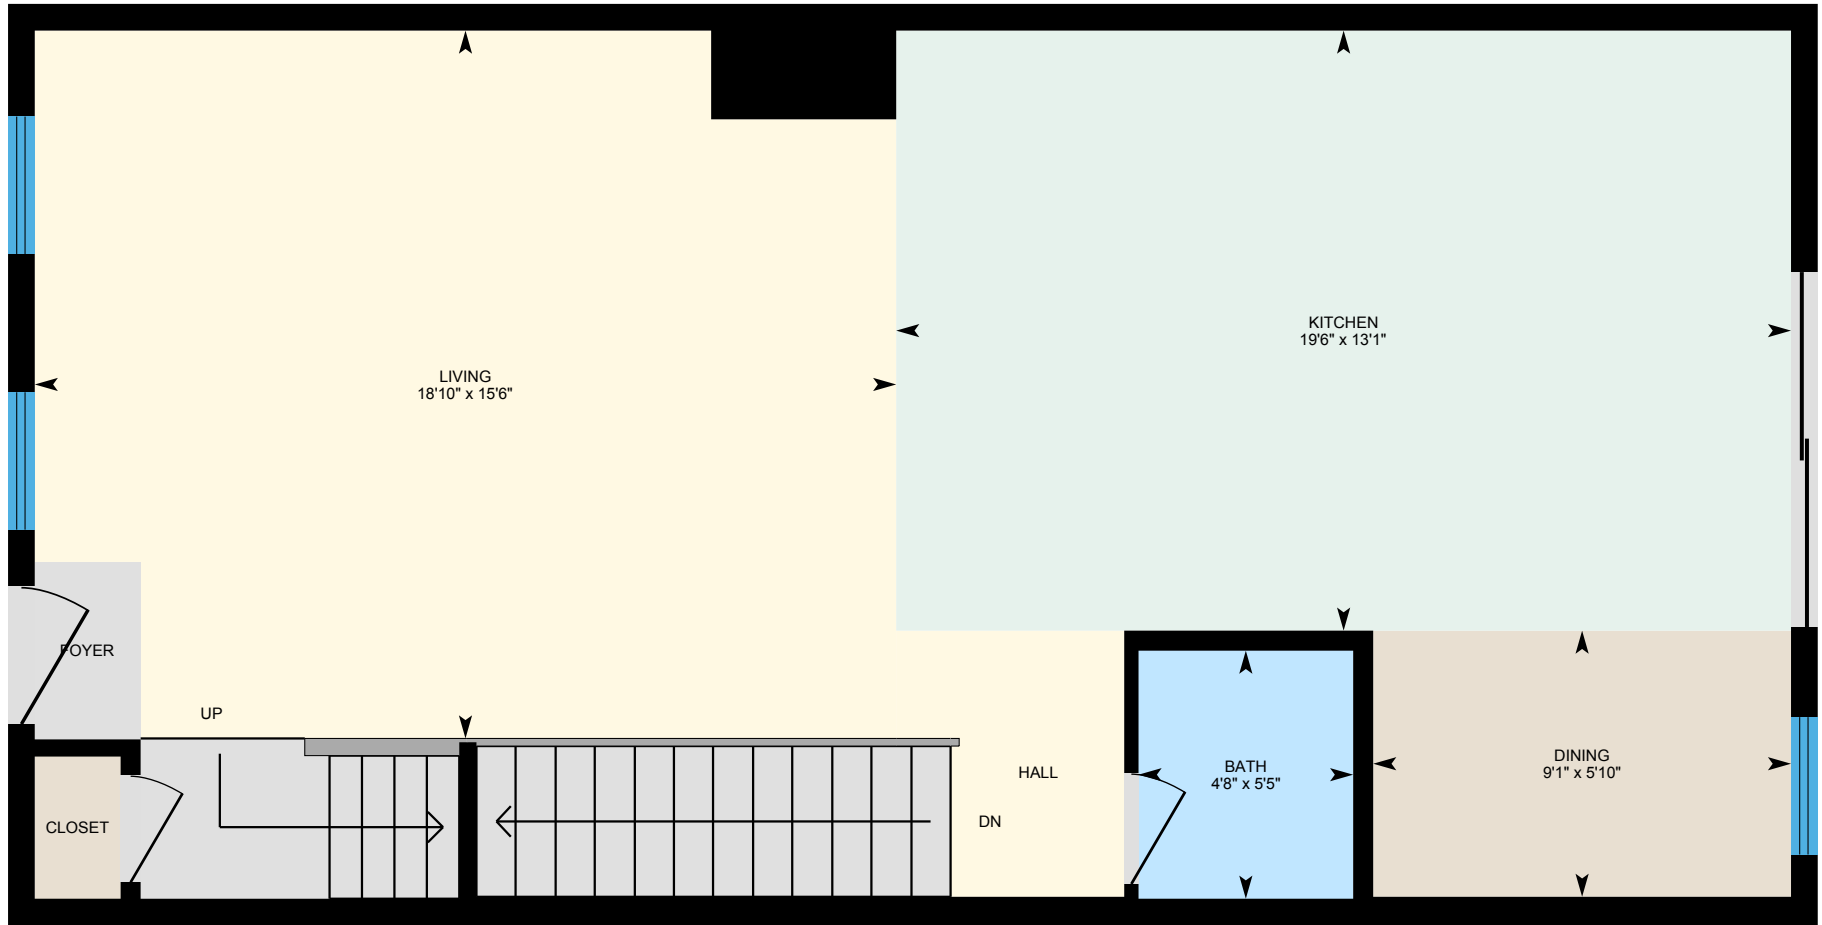 KITCHEN
19'6" x 13'1"
LIVING
18'10" x 15'6"
FOYER
UP
HALL
BATH
4'8" x 5'5"
DINING
9'1" x 5'10"
CLOSET
DN